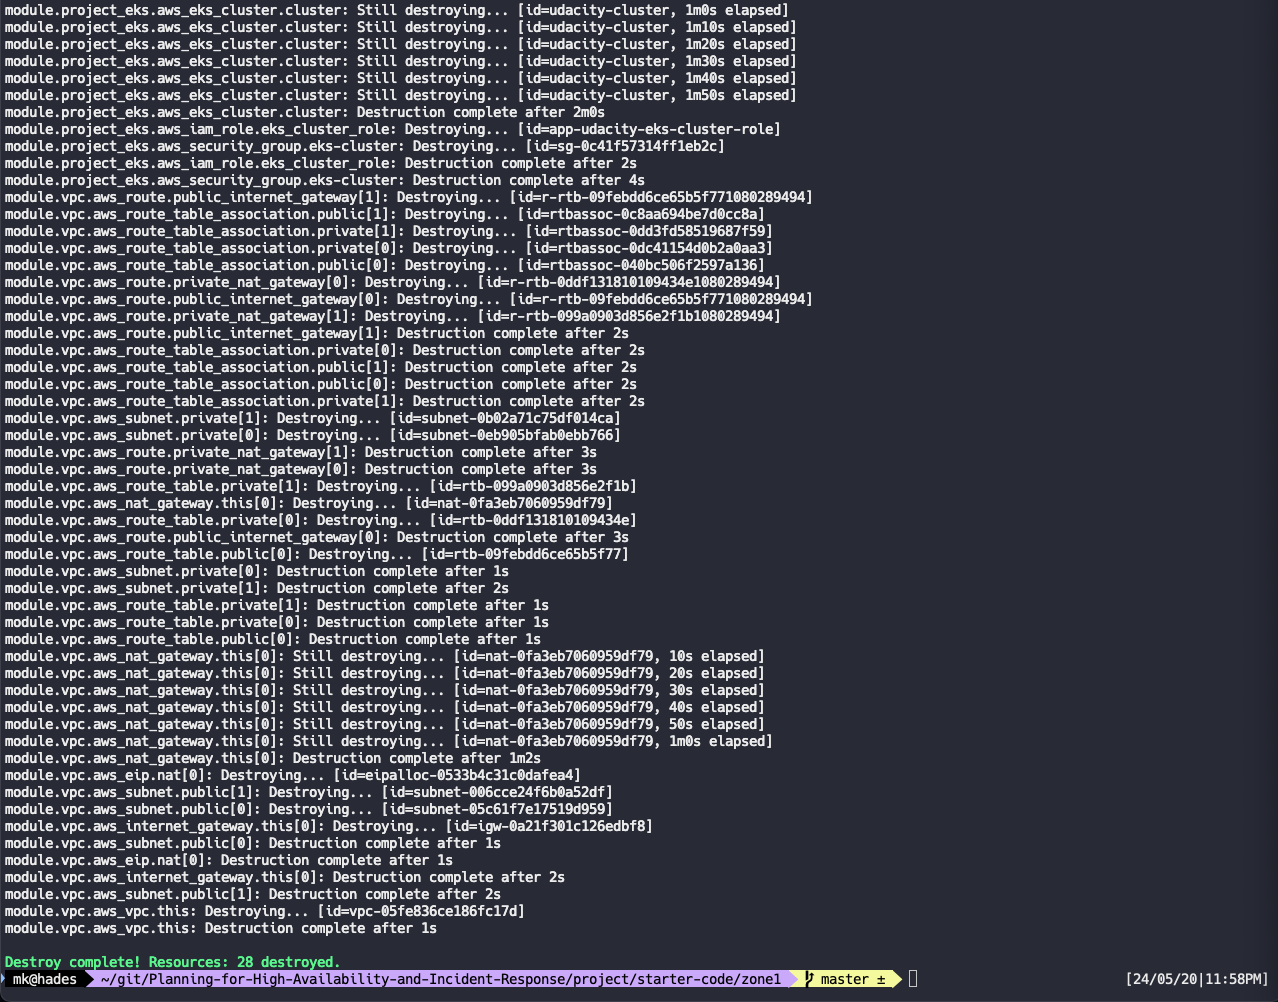 module.project_eks.aws_eks_cluster.cluster: Still destroying... [id=udacity-cluster, 1m0s elapsed]
module.project_eks.aws_eks_cluster.cluster: Still destroying... [id=udacity-cluster, 1m10s elapsed]
module.project_eks.aws_eks_cluster.cluster: Still destroying... [id=udacity-cluster, 1m20s elapsed]
module.project_eks.aws_eks_cluster.cluster: Still destroying... [id=udacity-cluster, 1m30s elapsed]
module.project_eks.aws_eks_cluster.cluster: Still destroying... [id=udacity-cluster, 1m40s elapsed]
module.project_eks.aws_eks_cluster.cluster: Still destroying... [id=udacity-cluster, 1m50s elapsed]
module.project_eks.aws_eks_cluster.cluster: Destruction complete after 2m0s
module.project_eks.aws_iam_role.eks_cluster_role: Destroying... [id=app-udacity-eks-cluster-role]
module.project_eks.aws_security_group.eks-cluster: Destroying... [id=sg-0c41f57314ff1eb2c]
module.project_eks.aws_iam_role.eks_cluster_role: Destruction complete after 2s
module.project_eks.aws_security_group.eks-cluster: Destruction complete after 4s
module.vpc.aws_route.public_internet_gateway[1]: Destroying... [id=r-rtb-09febdd6ce65b5f771080289494]
module.vpc.aws_route_table_association.public[1]: Destroying... [id=rtbassoc-0c8aa694be7d0cc8a]
module.vpc.aws_route_table_association.private[1]: Destroying... [id=rtbassoc-0dd3fd58519687f59]
module.vpc.aws_route_table_association.private[0]: Destroying... [id=rtbassoc-0dc41154d0b2a0aa3]
module.vpc.aws_route_table_association.public[0]: Destroying... [id=rtbassoc-040bc506f2597a136]
module.vpc.aws_route.private_nat_gateway[0]: Destroying... [id=r-rtb-0ddf131810109434e1080289494]
module.vpc.aws_route.public_internet_gateway[0]: Destroying... [id=r-rtb-09febdd6ce65b5f771080289494]
module.vpc.aws_route.private_nat_gateway[1]: Destroying... [id=r-rtb-099a0903d856e2f1b1080289494]
module.vpc.aws_route.public_internet_gateway[1]: Destruction complete after 2s
module.vpc.aws_route_table_association.private[0]: Destruction complete after 2s
module.vpc.aws_route_table_association.public[1]: Destruction complete after 2s
module.vpc.aws_route_table_association.public[0]: Destruction complete after 2s
module.vpc.aws_route_table_association.private[1]: Destruction complete after 2s
module.vpc.aws_subnet.private[1]: Destroying... [id=subnet-0b02a71c75df014ca]
module.vpc.aws_subnet.private[0]: Destroying... [id=subnet-0eb905bfab0ebb766]
module.vpc.aws_route.private_nat_gateway[1]: Destruction complete after 3s
module.vpc.aws_route.private_nat_gateway[0]: Destruction complete after 3s
module.vpc.aws_route_table.private[1]: Destroying... [id=rtb-099a0903d856e2f1b]
module.vpc.aws_nat_gateway.this[0]: Destroying... [id=nat-0fa3eb7060959df79]
module.vpc.aws_route_table.private[0]: Destroying... [id=rtb-0ddf131810109434e]
module.vpc.aws_route.public_internet_gateway[0]: Destruction complete after 3s
module.vpc.aws_route_table.public[0]: Destroying... [id=rtb-09febdd6ce65b5f77]
module.vpc.aws_subnet.private[0]: Destruction complete after 1s
module.vpc.aws_subnet.private[1]: Destruction complete after 2s
module.vpc.aws_route_table.private[1]: Destruction complete after 1s
module.vpc.aws_route_table.private[0]: Destruction complete after 1s
module.vpc.aws_route_table.public[0]: Destruction complete after 1s
module.vpc.aws_nat_gateway.this[0]: Still destroying... [id=nat-0fa3eb7060959df79, 10s elapsed]
module.vpc.aws_nat_gateway.this[0]: Still destroying... [id=nat-0fa3eb7060959df79, 20s elapsed]
module.vpc.aws_nat_gateway.this[0]: Still destroying... [id=nat-0fa3eb7060959df79, 30s elapsed]
module.vpc.aws_nat_gateway.this[0]: Still destroying... [id=nat-0fa3eb7060959df79, 40s elapsed]
module.vpc.aws_nat_gateway.this[0]: Still destroying... [id=nat-0fa3eb7060959df79, 50s elapsed]
module.vpc.aws_nat_gateway.this[0]: Still destroying... [id=nat-0fa3eb7060959df79, 1m0s elapsed]
module.vpc.aws_nat_gateway.this[0]: Destruction complete after 1m2s
module.vpc.aws_eip.nat[0]: Destroying... [id=eipalloc-0533b4c31c0dafea4]
module.vpc.aws_subnet.public[1]: Destroying... [id=subnet-006cce24f6b0a52df]
module.vpc.aws_subnet.public[0]: Destroying... [id=subnet-05c61f7e17519d959]
module.vpc.aws_internet_gateway.this[0]: Destroying... [id=igw-0a21f301c126edbf8]
module.vpc.aws_subnet.public[0]: Destruction complete after 1s
module.vpc.aws_eip.nat[0]: Destruction complete after 1s
module.vpc.aws_internet_gateway.this[0]: Destruction complete after 2s
module.vpc.aws_subnet.public[1]: Destruction complete after 2s
module.vpc.aws_vpc.this: Destroying... [id=vpc-05fe836ce186fc17d]
module.vpc.aws_vpc.this: Destruction complete after 1s
Destroy complete! Resources: 28 destroyed.
mk@hades ~/git/Planning-for-High-Availability-and-Incident-Response/project/starter-code/zone1 master ± [24/05/20|11:58PM]